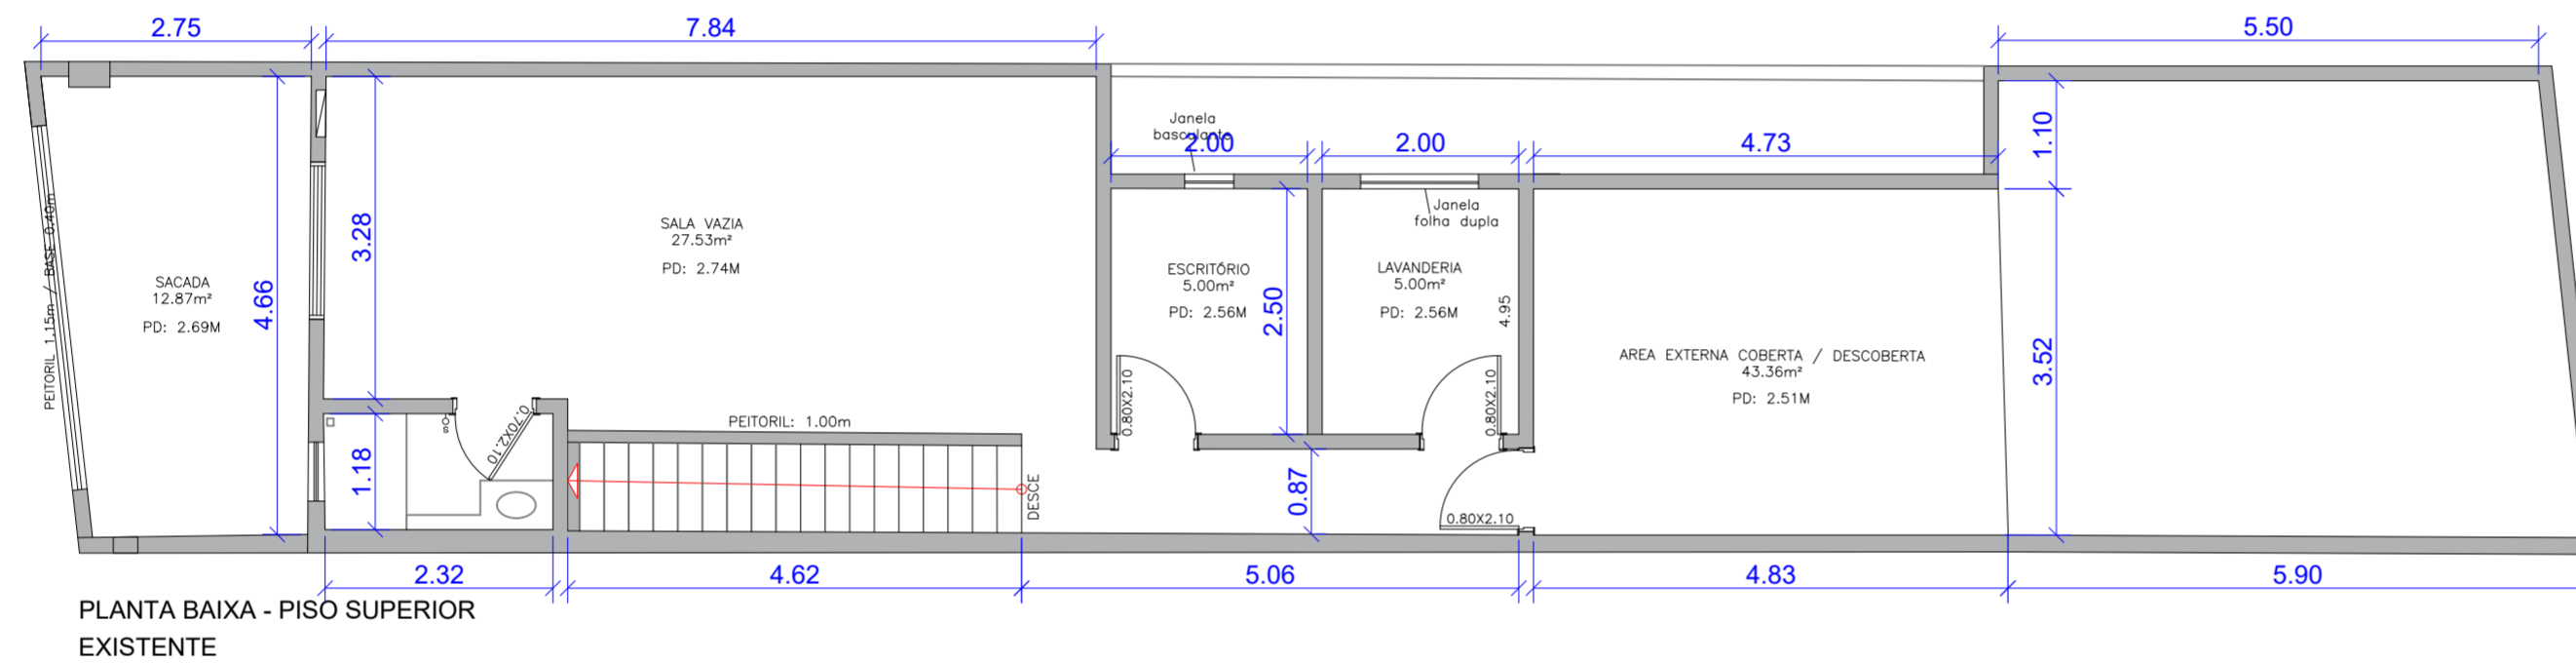 2.75
7.84
5.50
Janela
basculante
2.00
2.00
4.73
1.10
PEITORIL 1.15m / BASE 0.40m
SACADA
12.87m²
PD: 2.69M
4.66
3.28
SALA VAZIA
27.53m²
PD: 2.74M
Janela
folha dupla
ESCRITÓRIO
5.00m²
PD: 2.56M
2.50
LAVANDERIA
5.00m²
PD: 2.56M
4.95
AREA EXTERNA COBERTA / DESCOBERTA
43.36m²
PD: 2.51M
3.52
0.70X2.10
1.18
PEITORIL: 1.00m
DESCE
0.80X2.10
0.80X2.10
0.87
0.80X2.10
2.32
4.62
5.06
4.83
5.90
PLANTA BAIXA - PISO SUPERIOR
EXISTENTE